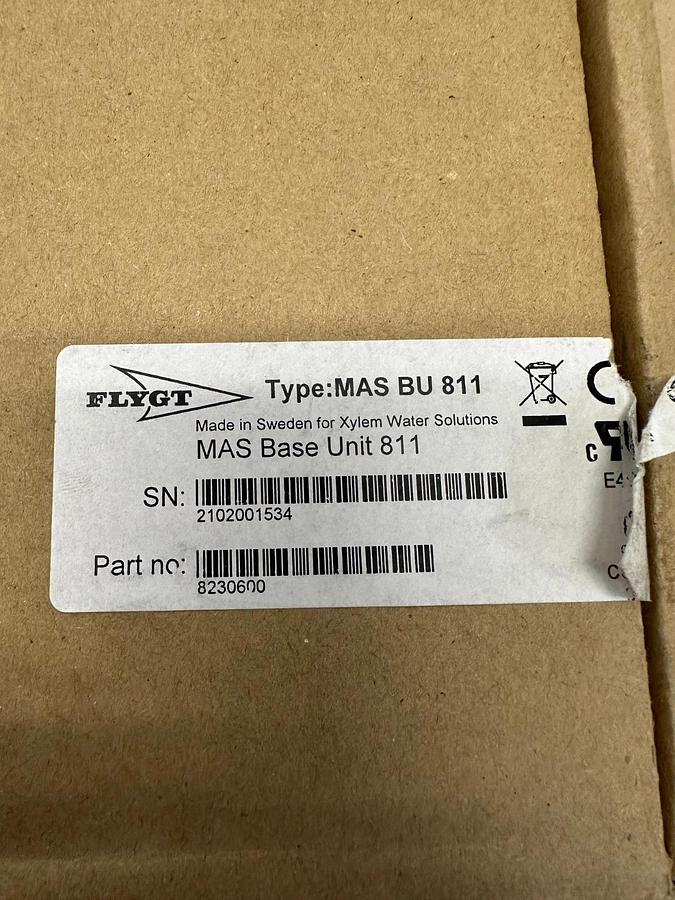 FLYGT
Type:MAS BU 811
Made in Sweden for Xylem Water Solutions
MAS Base Unit 811
SN:
2102001534
Part no:
8230600